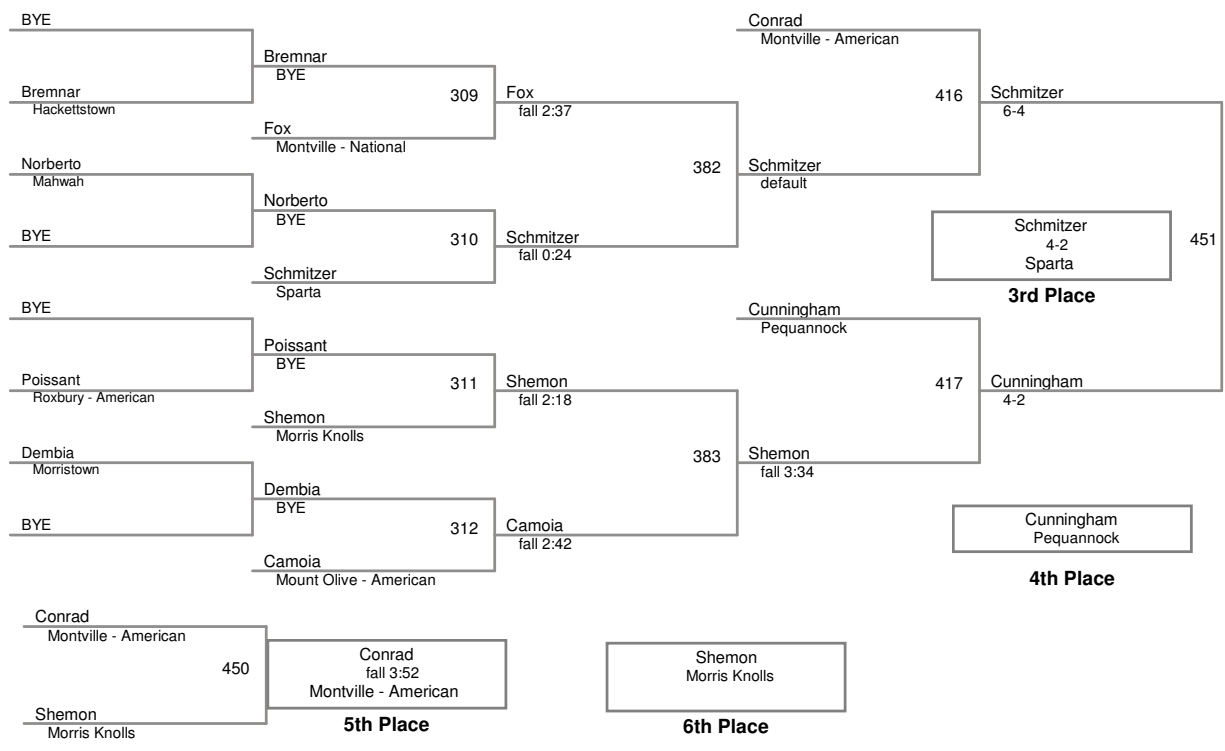 BYE
Bremnar
Hackettstown
Norberto
Mahwah
BYE
BYE
Poissant
Roxbury - American
Dembia
Morristown
BYE
Bremnar
BYE
309
Fox
Montville - National
Norberto
BYE
310
Schmitzer
Sparta
Poissant
BYE
311
Shemon
Morris Knolls
Dembia
BYE
312
Camoia
Mount Olive - American
Fox
fall 2:37
382
Schmitzer
fall 0:24
Shemon
fall 2:18
383
Camoia
fall 2:42
Conrad
Montville - American
416
Schmitzer
default
Cunningham
Pequannock
417
Shemon
fall 3:34
Schmitzer
6-4
451
Cunningham
4-2
Schmitzer
4-2
Sparta
3rd Place
Cunningham
Pequannock
4th Place
Conrad
Montville - American
450
Shemon
Morris Knolls
Conrad
fall 3:52
Montville - American
5th Place
Shemon
Morris Knolls
6th Place